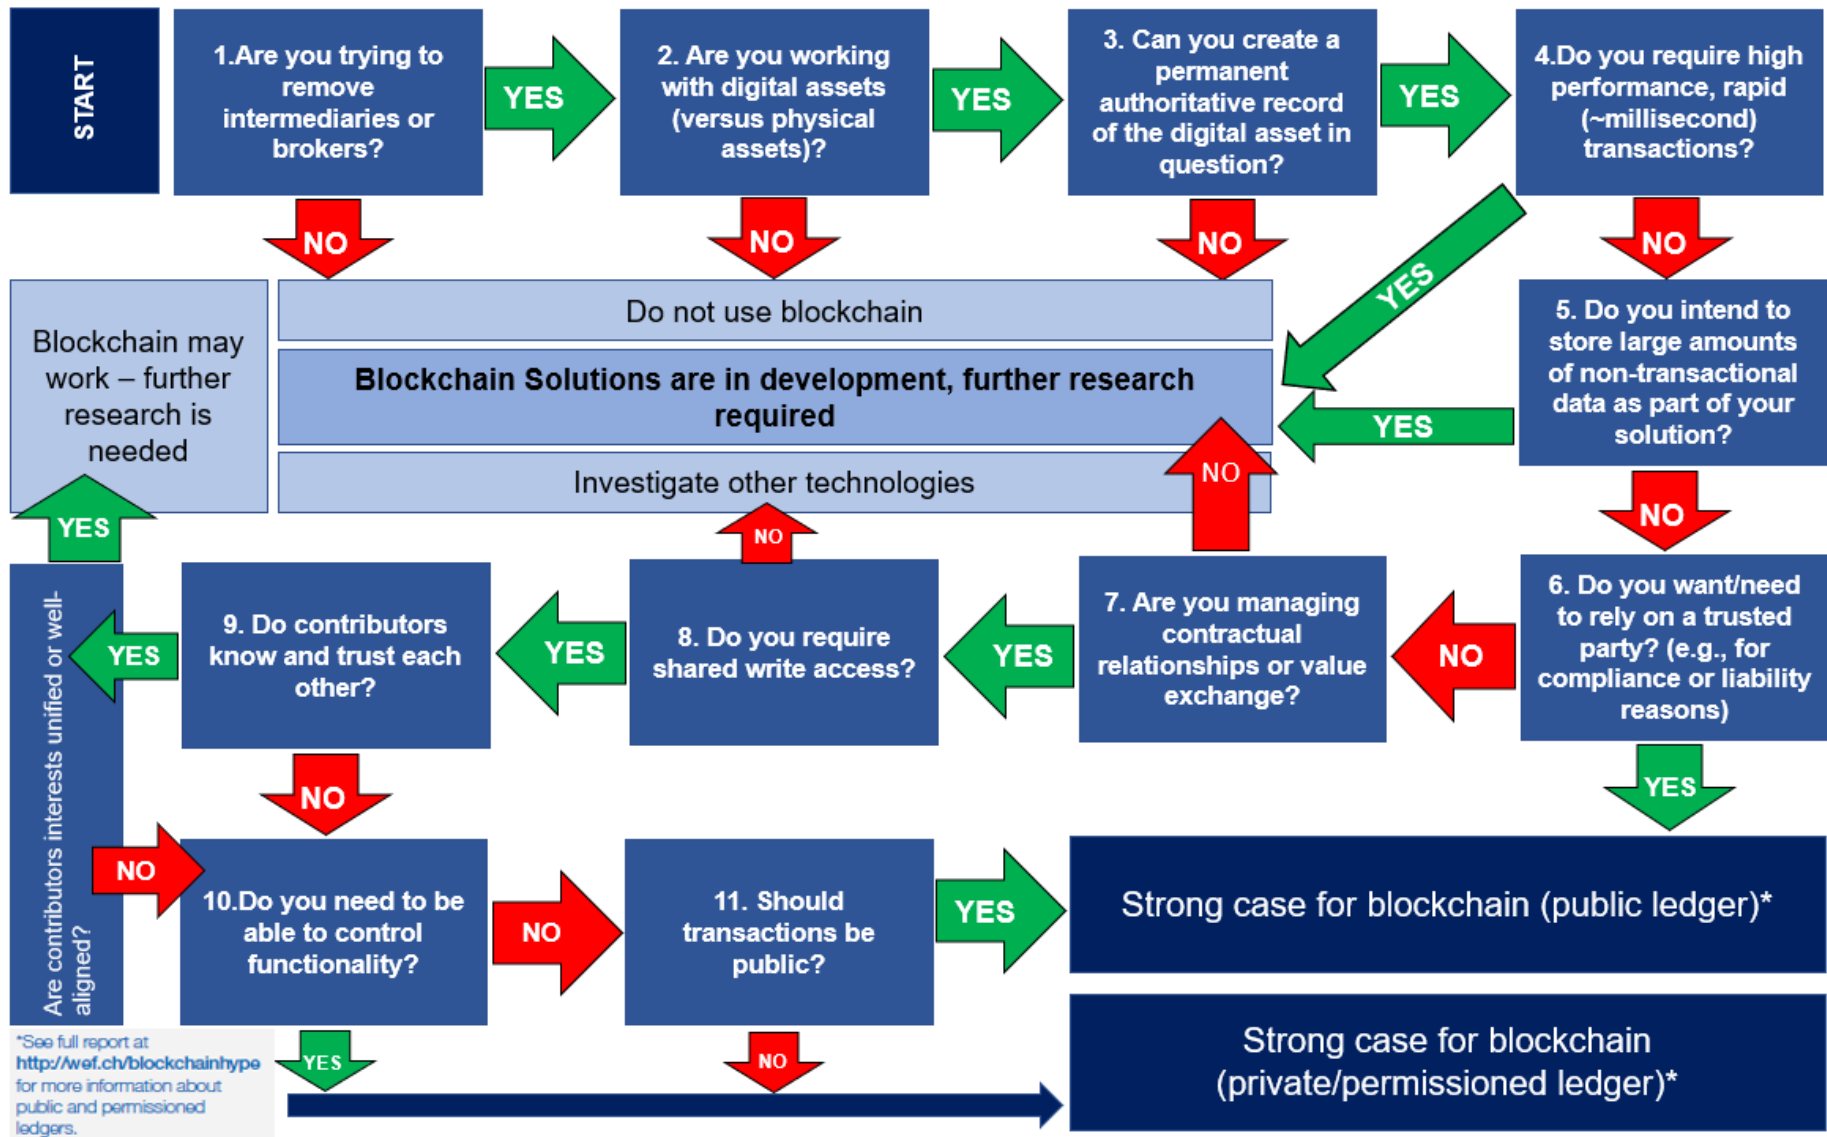 START
1.Are you trying to
remove
intermediaries or
brokers?
YES
2. Are you working
with digital assets
(versus physical
assets)?
YES
3. Can you create a
permanent
authoritative record
of the digital asset in
question?
YES
4.Do you require high
performance, rapid
(~millisecond)
transactions?
NO
NO
NO
NO
YES
Blockchain may
work – further
research is
needed
Do not use blockchain
Blockchain Solutions are in development, further research
required
Investigate other technologies
5. Do you intend to
store large amounts
of non-transactional
data as part of your
solution?
YES
NO
YES
NO
NO
Are contributors interests unified or well-
aligned?
YES
9. Do contributors
know and trust each
other?
YES
8. Do you require
shared write access?
YES
7. Are you managing
contractual
relationships or value
exchange?
NO
6. Do you want/need
to rely on a trusted
party? (e.g., for
compliance or liability
reasons)
NO
YES
NO
10.Do you need to be
able to control
functionality?
NO
11. Should
transactions be
public?
YES
Strong case for blockchain (public ledger)*
YES
NO
Strong case for blockchain
(private/permissioned ledger)*
*See full report at
http://wef.ch/blockchainhype
for more information about
public and permissioned
ledgers.